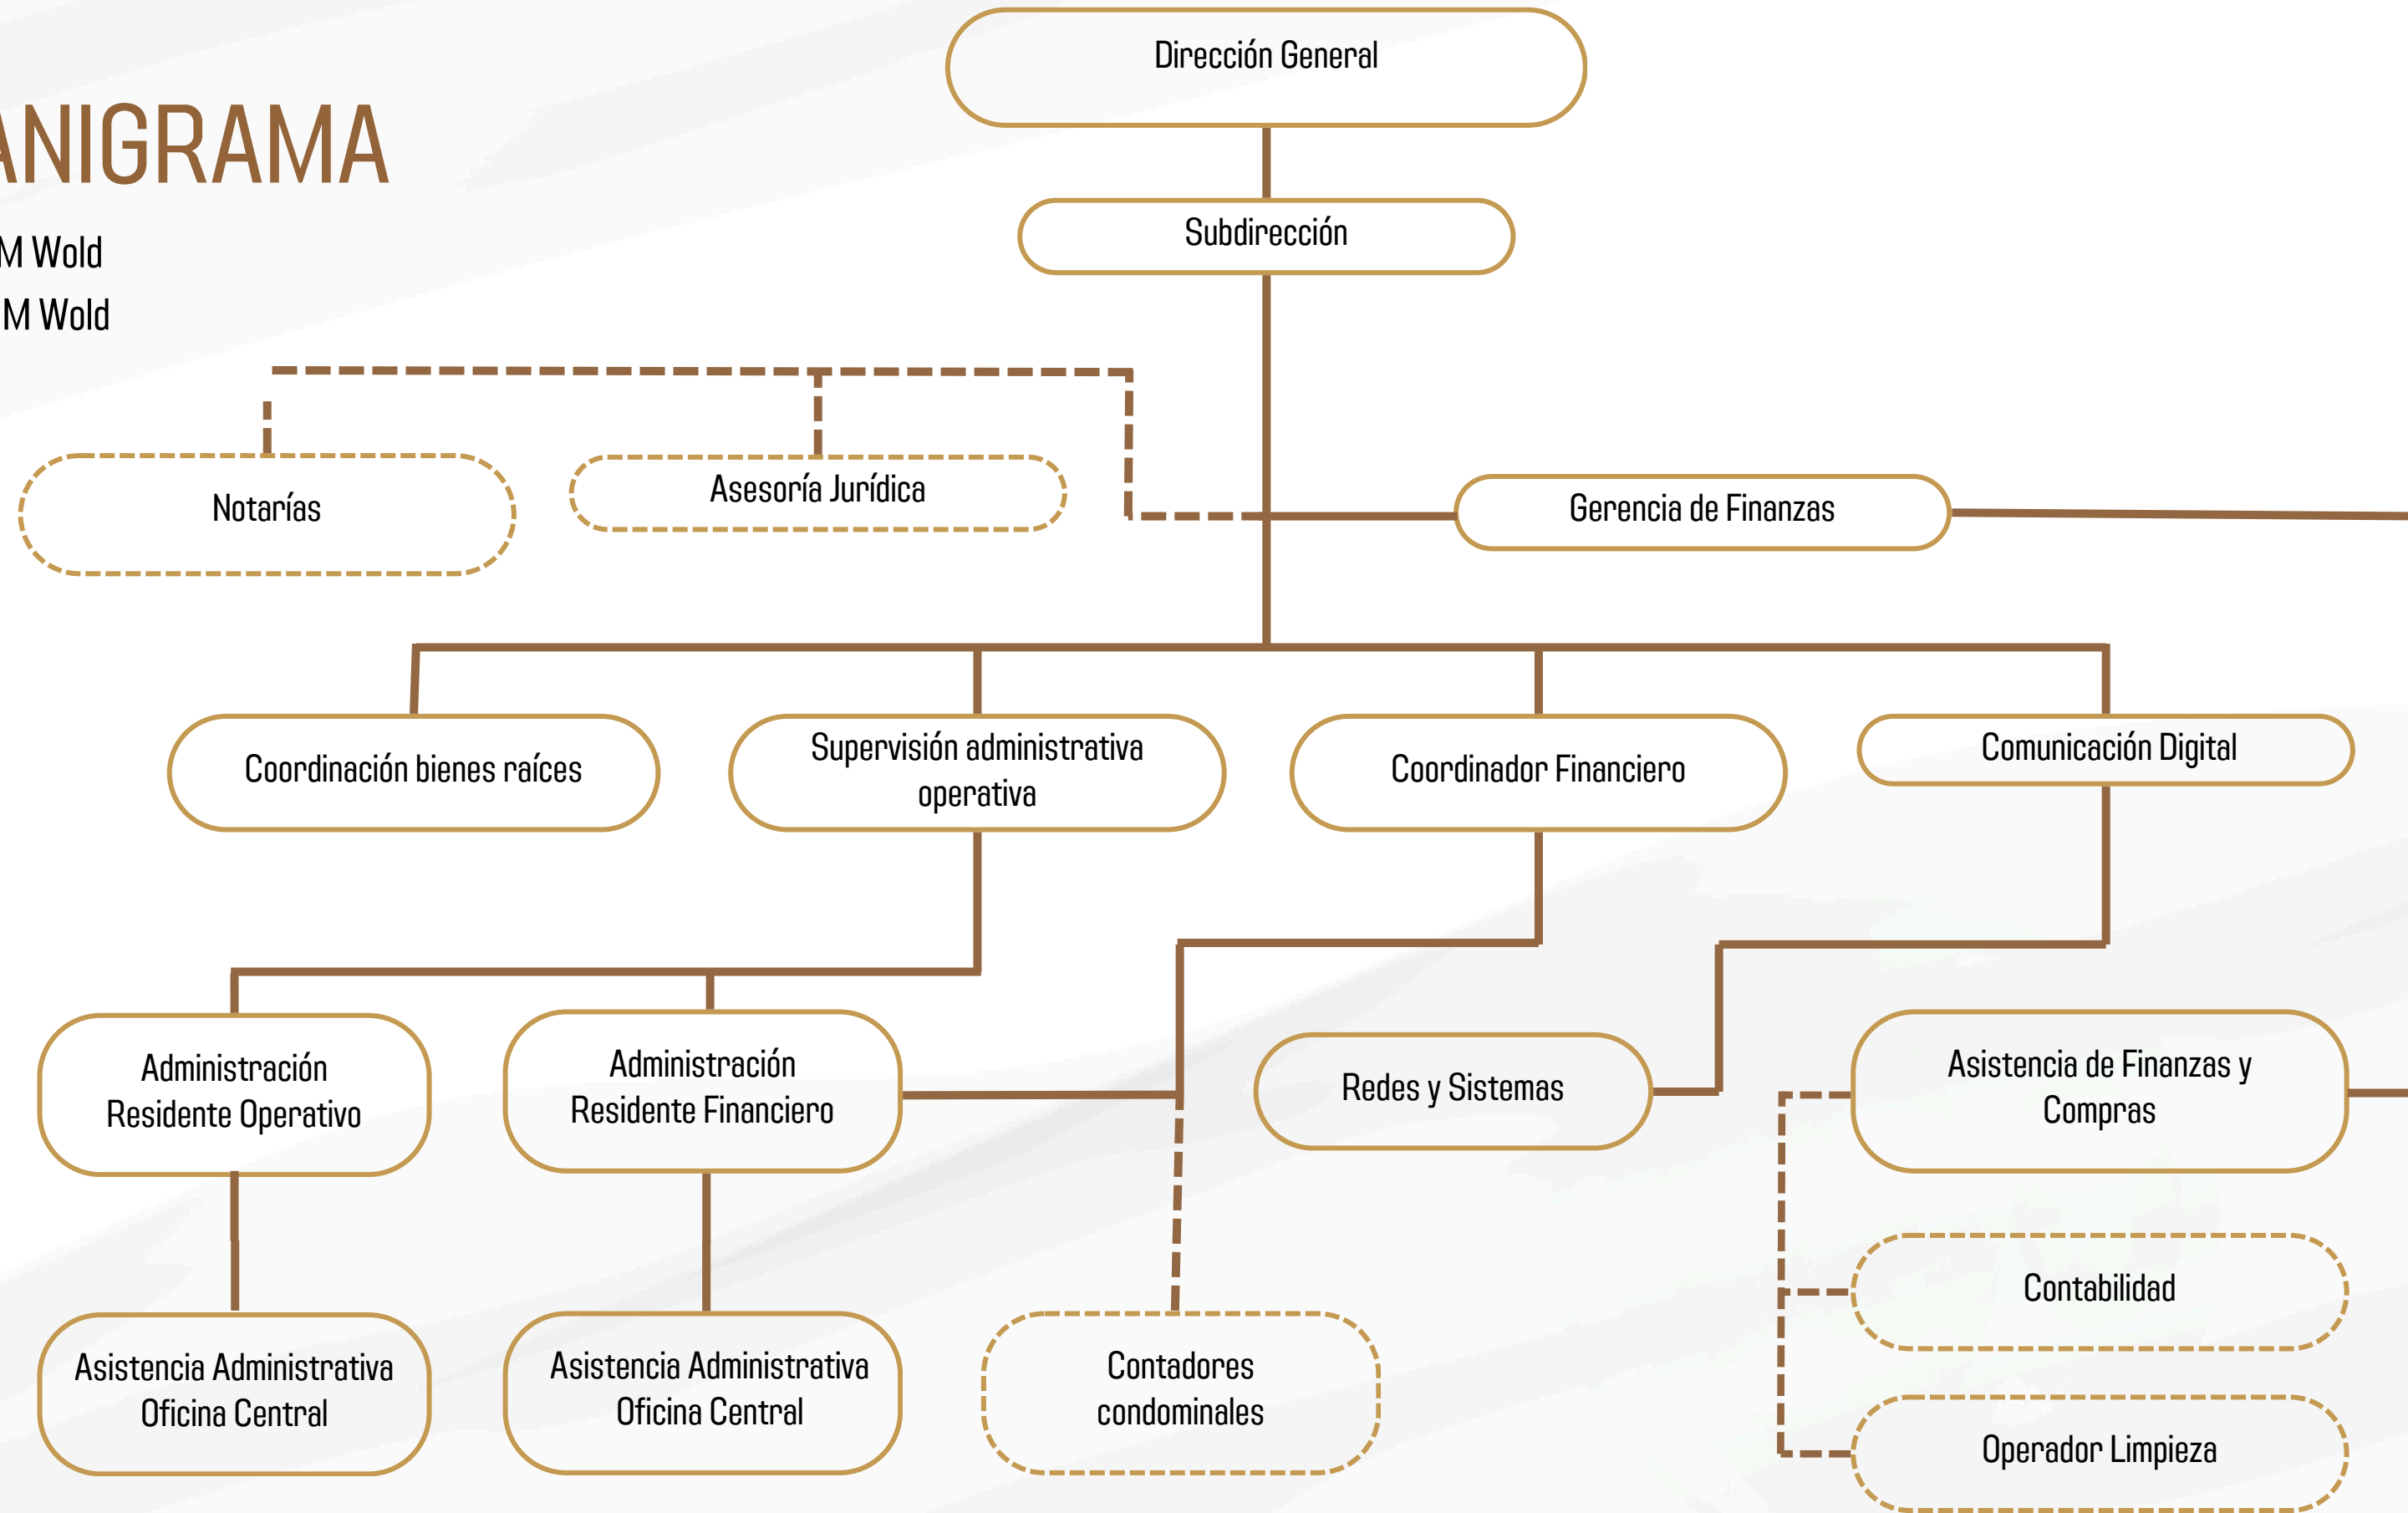 Dirección General
ANIGRAMA
Subdirección
M Wold
M Wold
Notarías
Asesoría Jurídica
Gerencia de Finanzas
Coordinación bienes raíces
Supervisión administrativa
operativa
Coordinador Financiero
Comunicación Digital
Administración
Residente Operativo
Administración
Residente Financiero
Redes y Sistemas
Asistencia de Finanzas y
Compras
Contabilidad
Asistencia Administrativa
Oficina Central
Asistencia Administrativa
Oficina Central
Contadores
condominales
Operador Limpieza